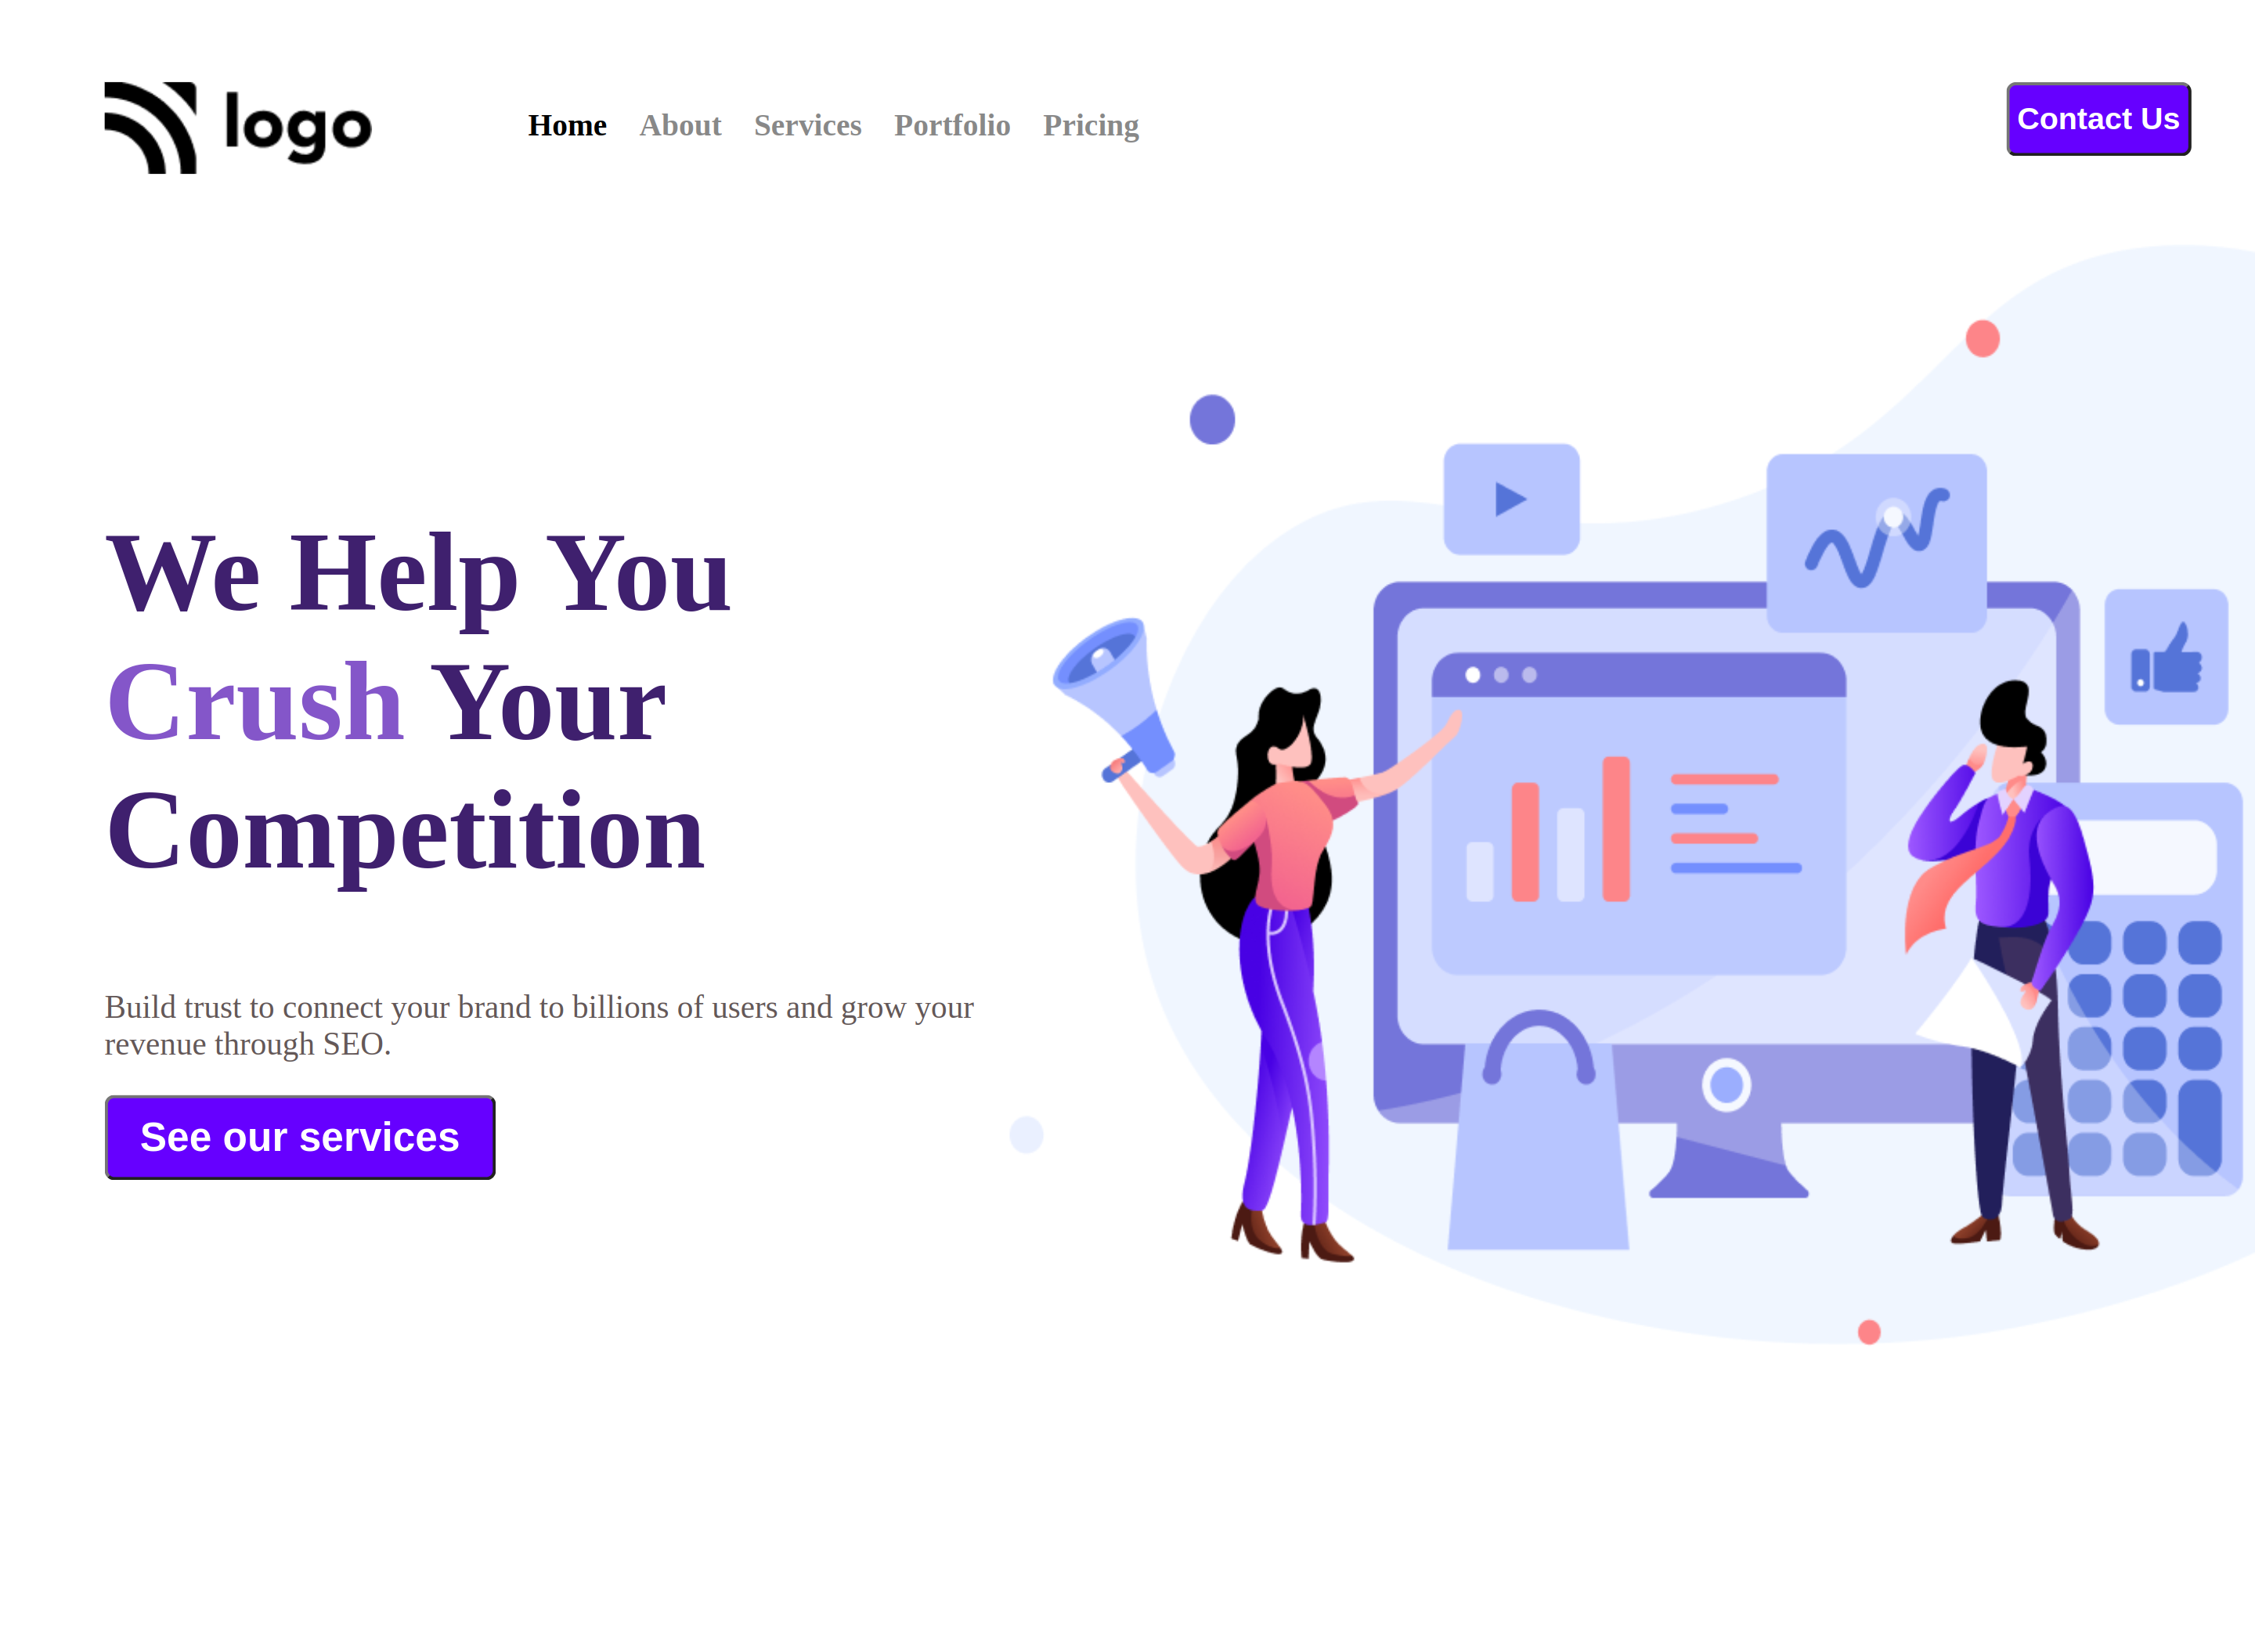 logo
Home About Services Portfolio Pricing
Contact Us
We Help You
Crush Your
Competition
Build trust to connect your brand to billions of users and grow your
revenue through SEO.
See our services